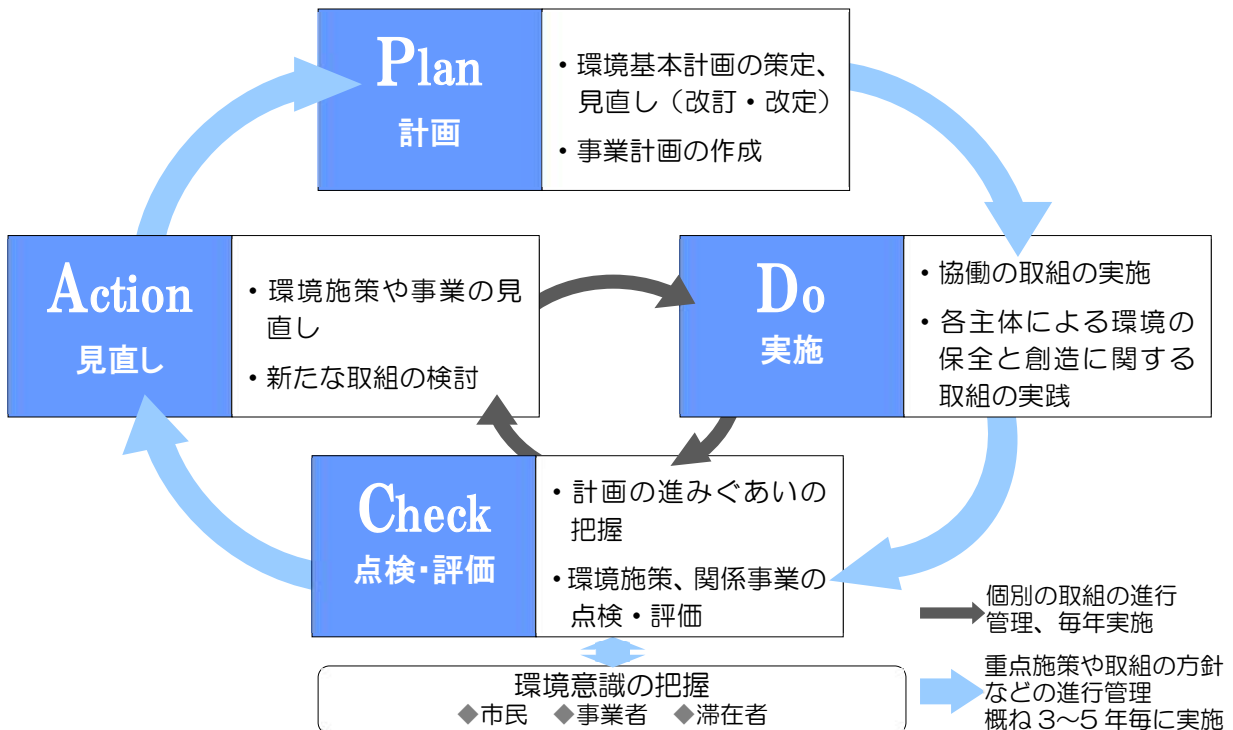 Plan
計画
・環境基本計画の策定、
見直し（改訂・改定）
・事業計画の作成
Action
見直し
・環境施策や事業の見
直し
・新たな取組の検討
Do
実施
・協働の取組の実施
・各主体による環境の
保全と創造に関する
取組の実践
Check
点検・評価
・計画の進みぐあいの
把握
・環境施策、関係事業の
点検・評価
環境意識の把握
◆市民　◆事業者　◆滞在者
個別の取組の進行
管理、毎年実施
重点施策や取組の方針
などの進行管理
概ね3～5年毎に実施